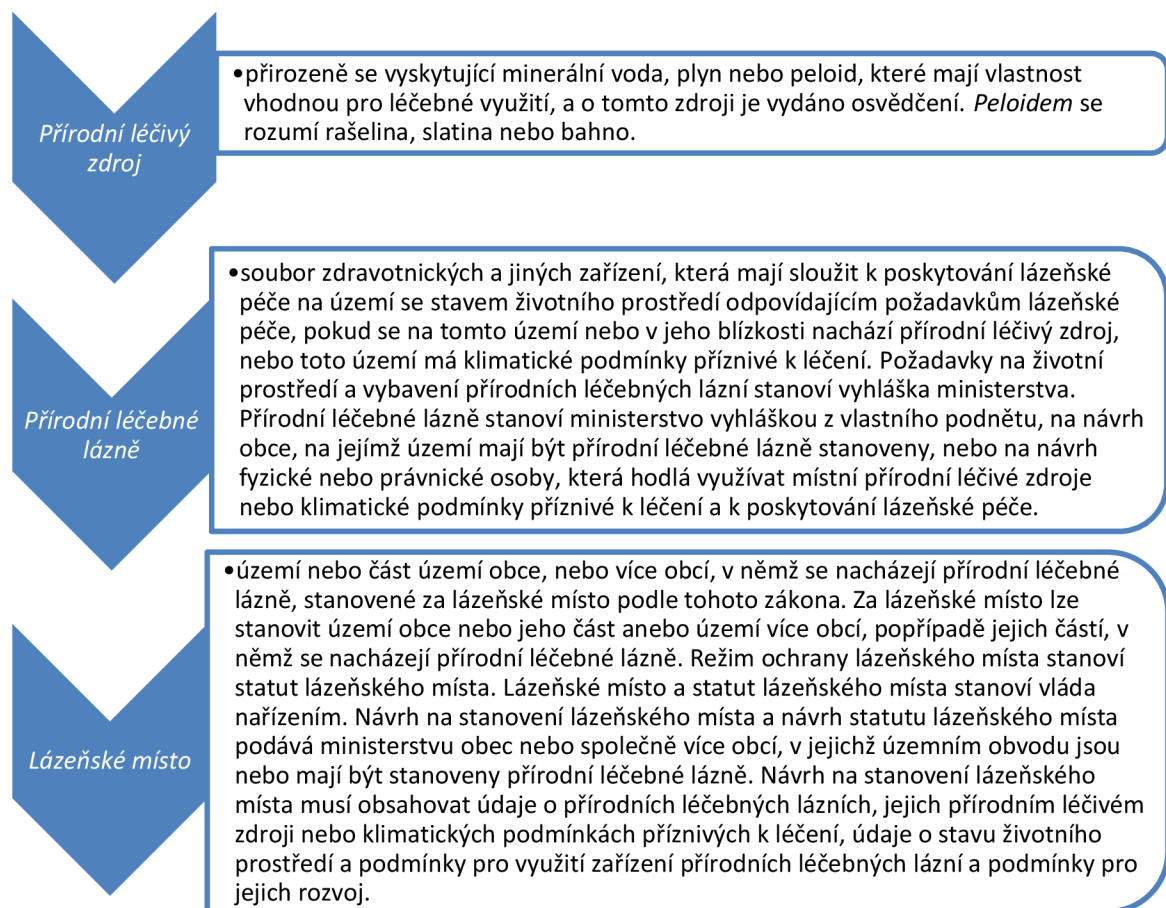 Přírodní léčivý
zdroj
•přirozeně se vyskytující minerální voda, plyn nebo peloid, které mají vlastnost
vhodnou pro léčebné využití, a o tomto zdroji je vydáno osvědčení. Peloidem se
rozumí rašelina, slatina nebo bahno.
Přírodní léčebné
lázně
•soubor zdravotnických a jiných zařízení, která mají sloužit k poskytování lázeňské
péče na území se stavem životního prostředí odpovídajícím požadavkům lázeňské
péče, pokud se na tomto území nebo v jeho blízkosti nachází přírodní léčivý zdroj,
nebo toto území má klimatické podmínky příznivé k léčení. Požadavky na životní
prostředí a vybavení přírodních léčebných lázní stanoví vyhláška ministerstva.
Přírodní léčebné lázně stanoví ministerstvo vyhláškou z vlastního podnětu, na návrh
obce, na jejímž území mají být přírodní léčebné lázně stanoveny, nebo na návrh
fyzické nebo právnické osoby, která hodlá využívat místní přírodní léčivé zdroje
nebo klimatické podmínky příznivé k léčení a k poskytování lázeňské péče.
Lázeňské místo
•území nebo část území obce, nebo více obcí, v němž se nacházejí přírodní léčebné
lázně, stanovené za lázeňské místo podle tohoto zákona. Za lázeňské místo lze
stanovit území obce nebo jeho část anebo území více obcí, popřípadě jejich částí, v
němž se nacházejí přírodní léčebné lázně. Režim ochrany lázeňského místa stanoví
statut lázeňského místa. Lázeňské místo a statut lázeňského místa stanoví vláda
nařízením. Návrh na stanovení lázeňského místa a návrh statutu lázeňského místa
podává ministerstvu obec nebo společně více obcí, v jejichž územním obvodu jsou
nebo mají být stanoveny přírodní léčebné lázně. Návrh na stanovení lázeňského
místa musí obsahovat údaje o přírodních léčebných lázních, jejich přírodním léčivém
zdroji nebo klimatických podmínkách příznivých k léčení, údaje o stavu životního
prostředí a podmínky pro využití zařízení přírodních léčebných lázní a podmínky pro
jejich rozvoj.